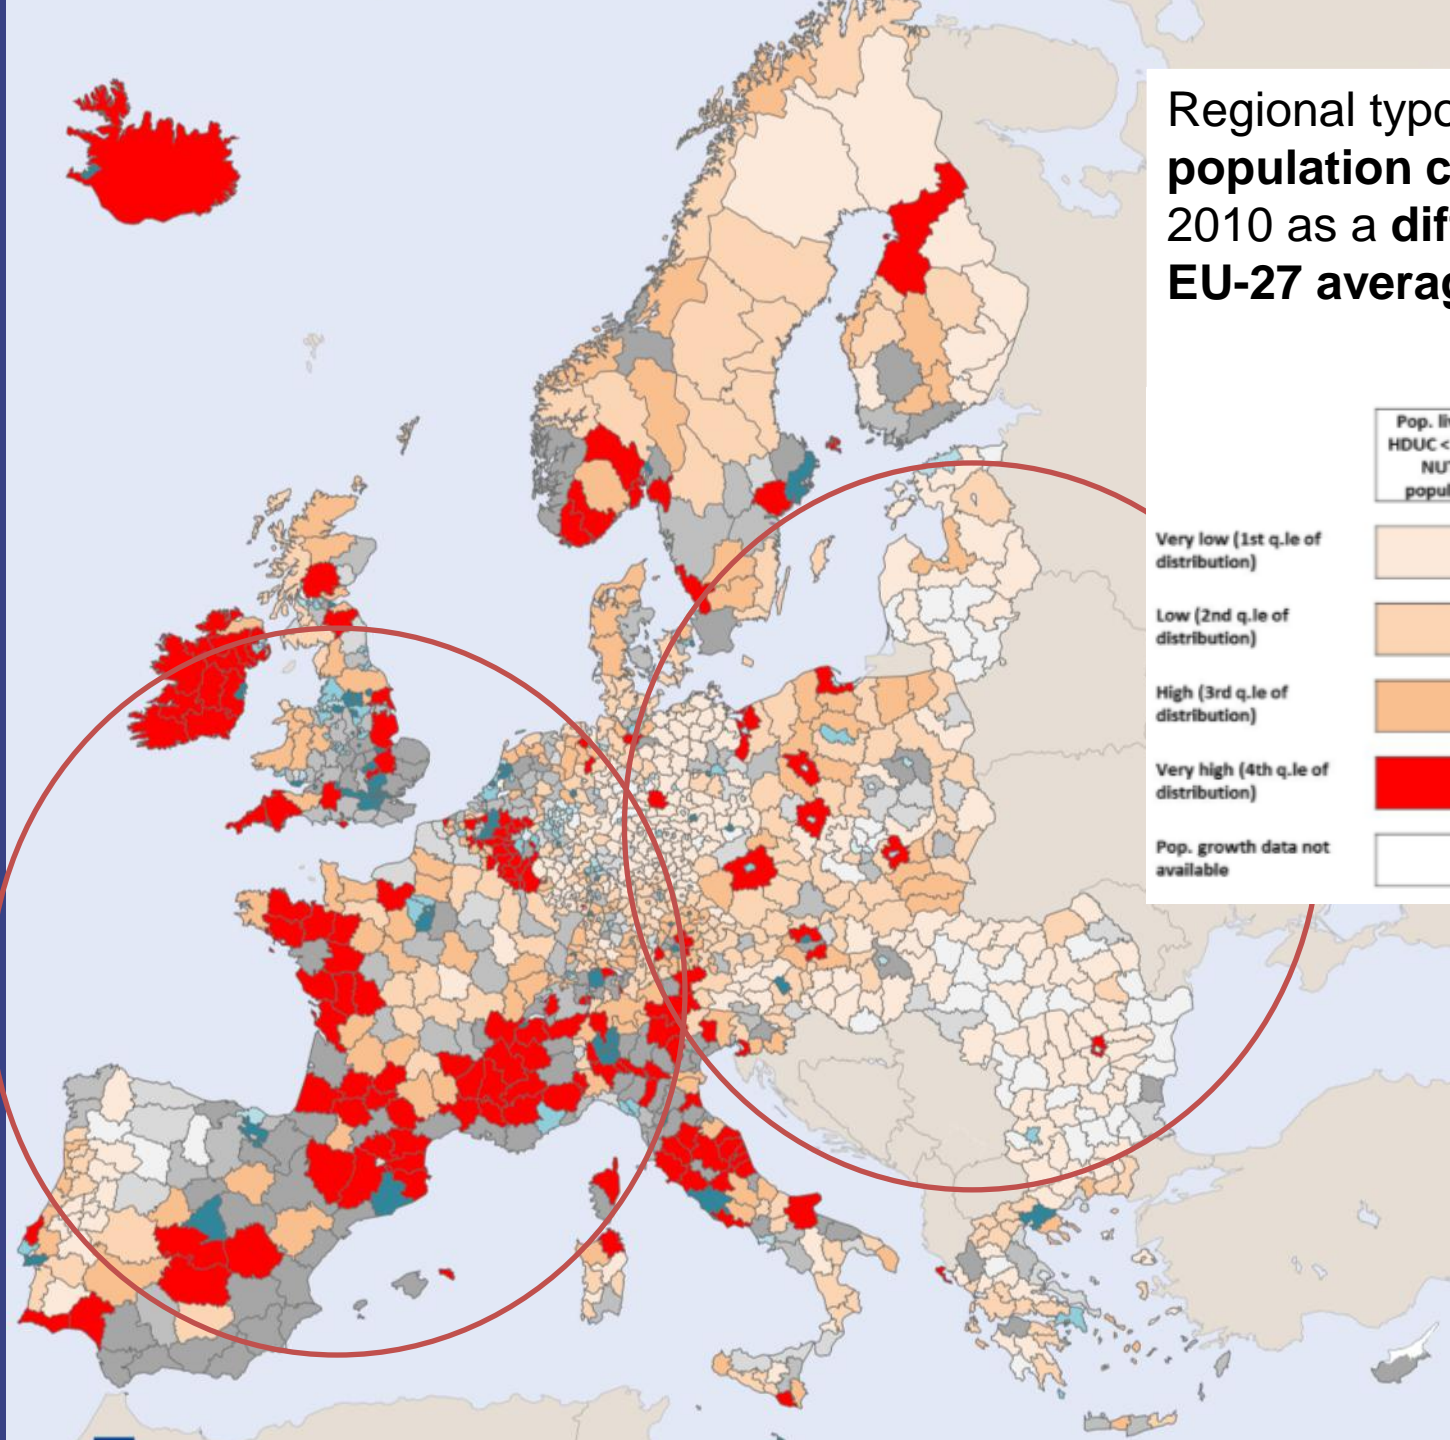 Regional typo
population c
2010 as a dif
EU-27 averag
Pop. li
HDUC <
NU
popul
Very low (1st q.le of
distribution)
Low (2nd q.le of
distribution)
High (3rd q.le of
distribution)
Very high (4th q.le of
distribution)
Pop. growth data not
available